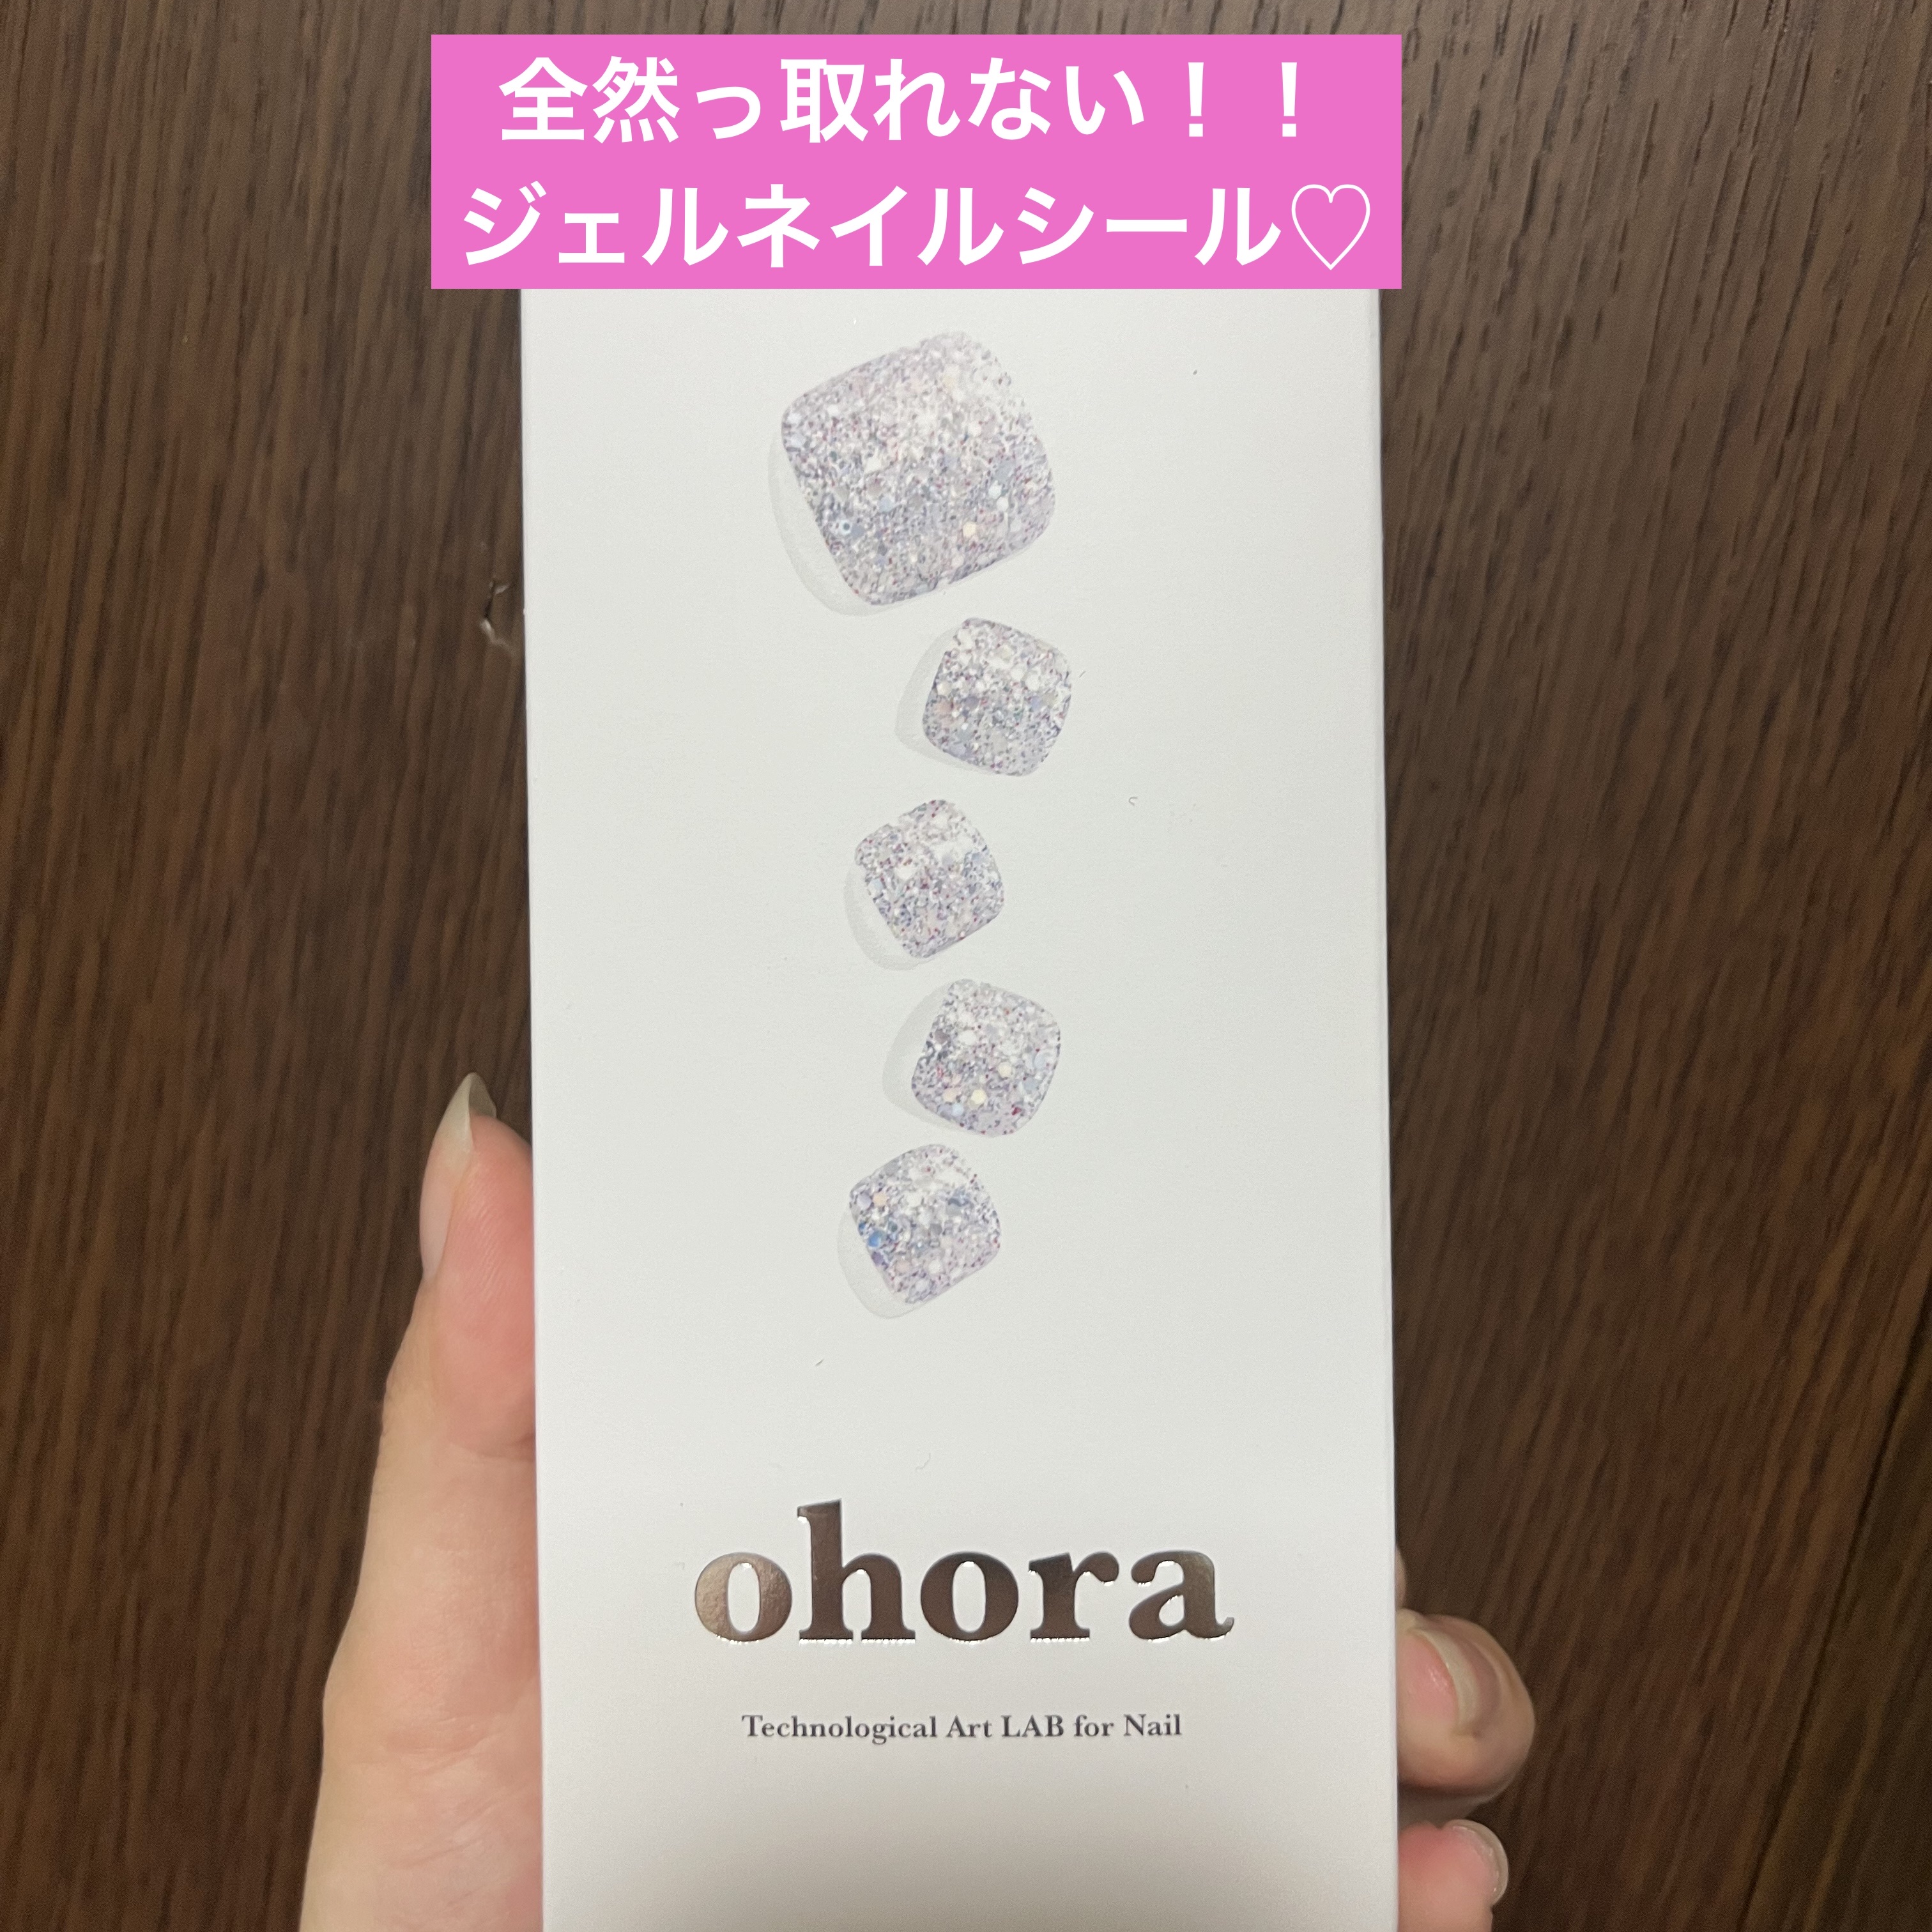 全然っ取れない！！
ジェルネイルシール♡
ohora
Technological Art LAB for Nail